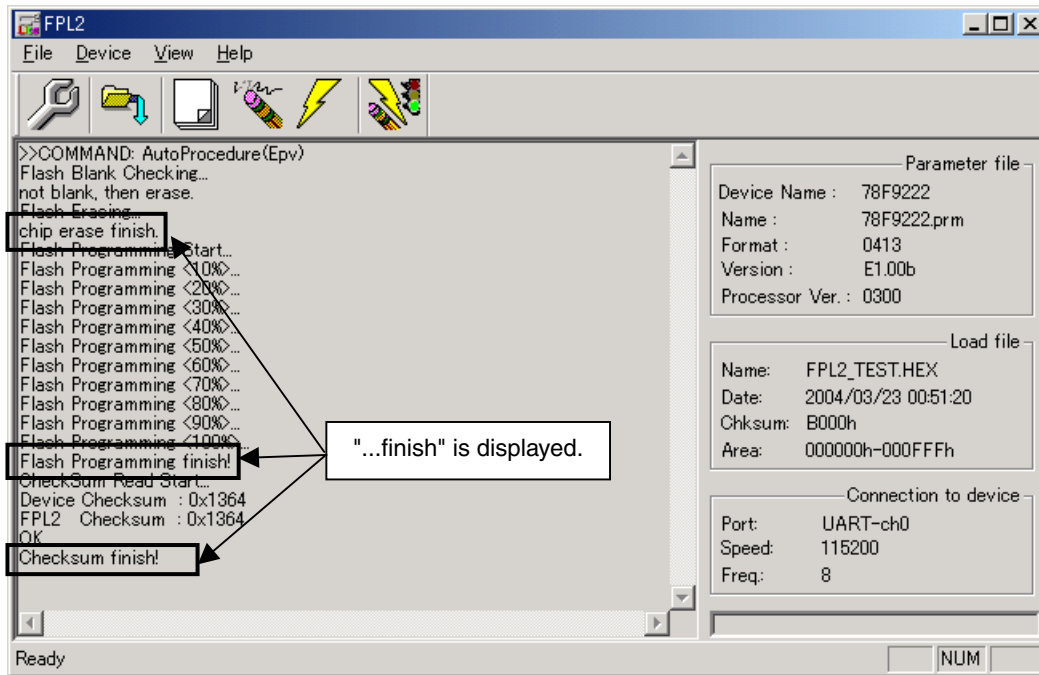 FPL2
File Device View Help
>>COMMAND: AutoProcedure(Epv)
Flash Blank Checking...
not blank, then erase.
Flash Erasing...
chip erase finish.
Flash Programming Start...
Flash Programming <10%>...
Flash Programming <20%>...
Flash Programming <30%>...
Flash Programming <40%>...
Flash Programming <50%>...
Flash Programming <60%>...
Flash Programming <70%>...
Flash Programming <80%>...
Flash Programming <90%>...
Flash Programming <100%>...
Flash Programming finish!
CheckSum Read Start...
Device Checksum : 0x1364
FPL2 Checksum : 0x1364
OK
Checksum finish!
"...finish" is displayed.
Parameter file
Device Name : 78F9222
Name : 78F9222.prm
Format : 0413
Version : E1.00b
Processor Ver. : 0300
Load file
Name: FPL2_TEST.HEX
Date: 2004/03/23 00:51:20
Chksum: B000h
Area: 000000h-000FFFh
Connection to device
Port: UART-ch0
Speed: 115200
Freq.: 8
Ready
NUM